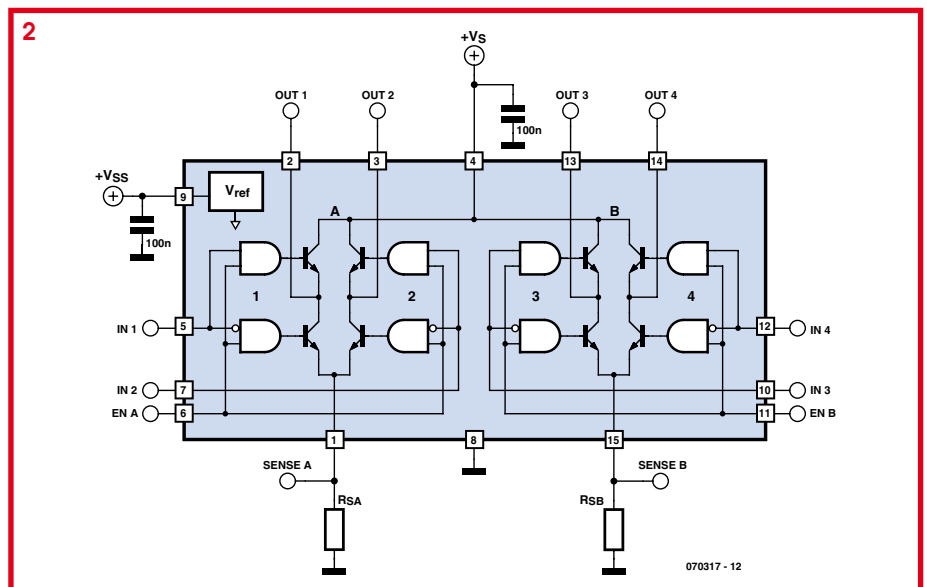 2
+VS
OUT 1
OUT 2
OUT 3
OUT 4
100n
2
3
4
13
14
+VSS
9
Vref
A
B
100n
1
2
3
4
IN 1
5
12
IN 4
IN 2
7
10
IN 3
EN A
6
11
EN B
1
8
15
SENSE A
SENSE B
RSA
RSB
070317 - 12